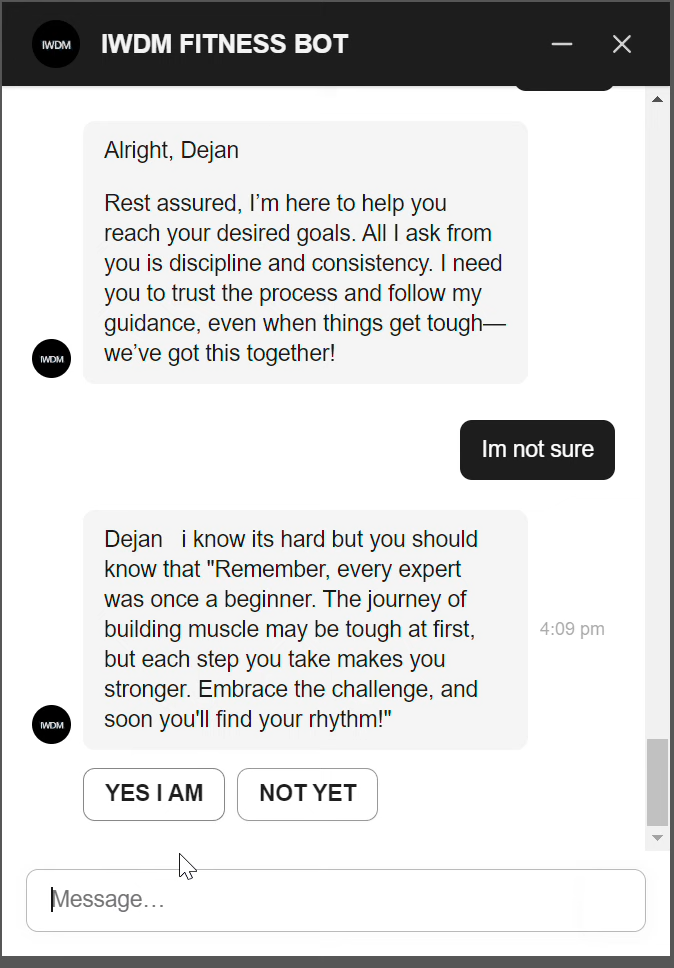 IWDM IWDM FITNESS BOT
Alright, Dejan
Rest assured, I’m here to help you
reach your desired goals. All I ask from
you is discipline and consistency. I need
you to trust the process and follow my
guidance, even when things get tough—
we’ve got this together!
IWDM
Im not sure
Dejan   i know its hard but you should
know that "Remember, every expert
was once a beginner. The journey of
building muscle may be tough at first,
but each step you take makes you
stronger. Embrace the challenge, and
soon you'll find your rhythm!"
4:09 pm
IWDM
YES I AM
NOT YET
Message…